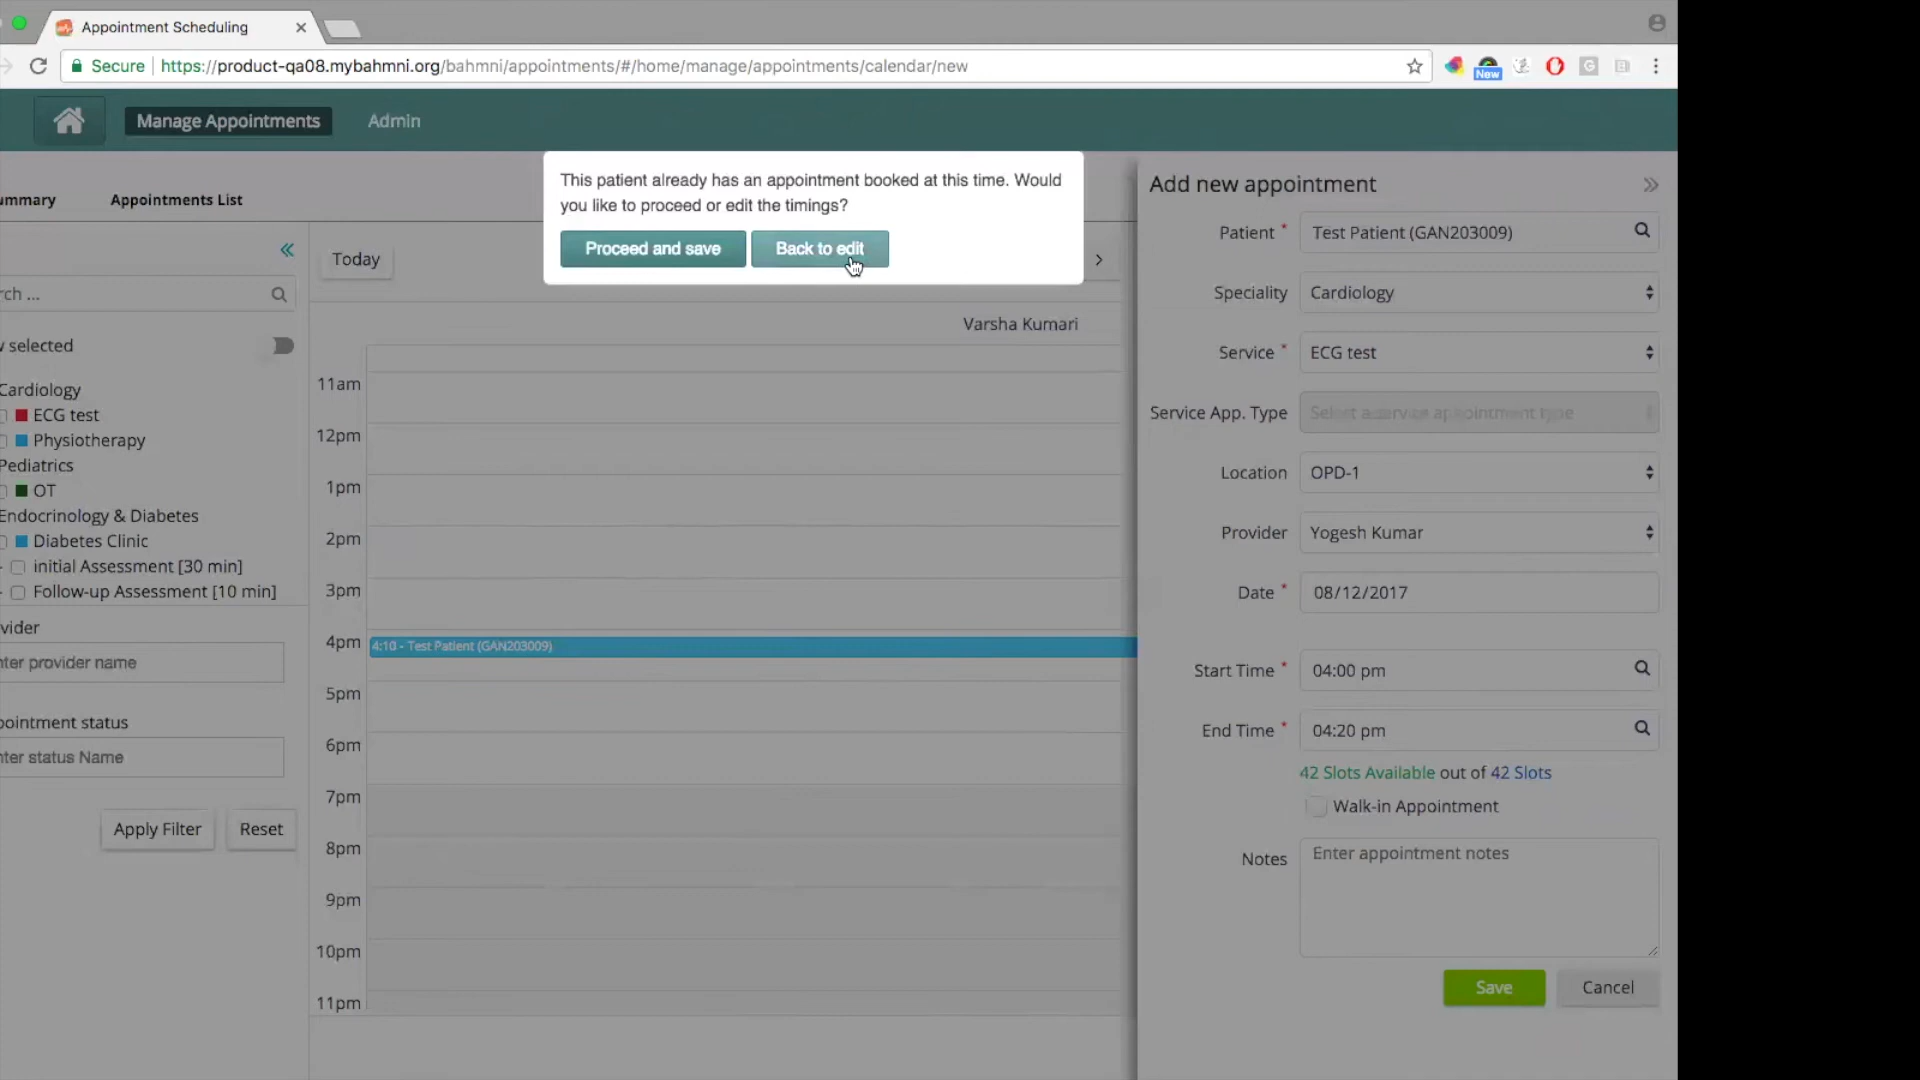 Appointment Scheduling
Secure https://product-qa08.mybahmni.org/bahmni/appointments/#/home/manage/appointments/calendar/new
New
Manage Appointments
Admin
This patient already has an appointment booked at this time. Would
you like to proceed or edit the timings?
Proceed and save
Back to edit
ummary
Appointments List
Today
rch ...
w selected
Cardiology
ECG test
Physiotherapy
Pediatrics
OT
Endocrinology & Diabetes
Diabetes Clinic
initial Assessment [30 min]
Follow-up Assessment [10 min]
vider
nter provider name
pointment status
nter status Name
Apply Filter
Reset
Varsha Kumari
11am
12pm
1pm
2pm
3pm
4pm
4:10 - Test Patient (GAN203009)
5pm
6pm
7pm
8pm
9pm
10pm
11pm
Add new appointment
Patient * Test Patient (GAN203009)
Speciality Cardiology
Service * ECG test
Service App. Type Select a service appointment type
Location OPD-1
Provider Yogesh Kumar
Date * 08/12/2017
Start Time * 04:00 pm
End Time * 04:20 pm
42 Slots Available out of 42 Slots
Walk-in Appointment
Notes Enter appointment notes
Save
Cancel